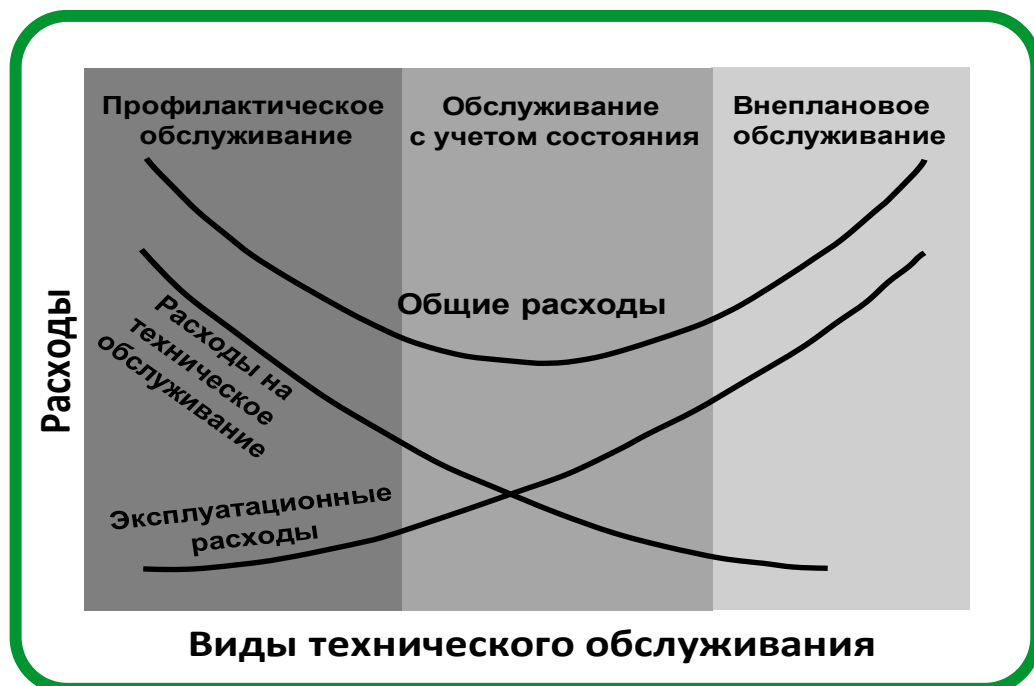 Профилактическое
обслуживание
Обслуживание
с учетом состояния
Внеплановое
обслуживание
Общие расходы
Расходы на
техническое
обслуживание
Эксплуатационные
расходы
Расходы
Виды технического обслуживания